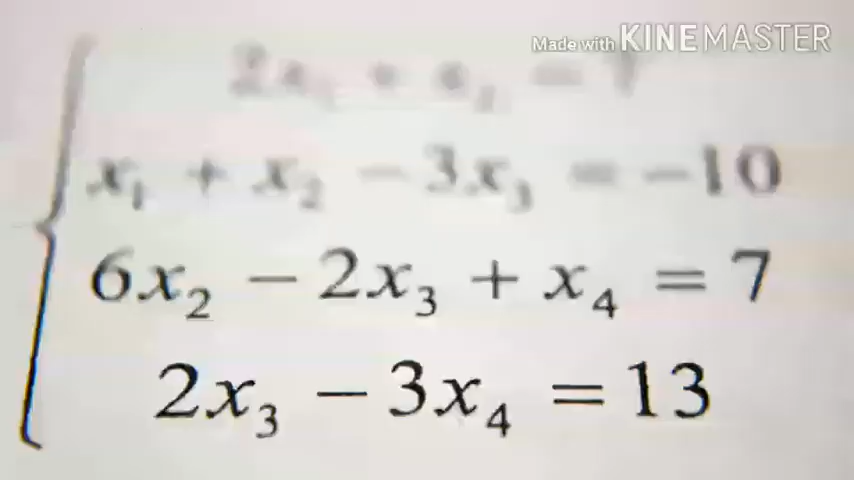 Made with KINEMASTER
x₁ + x₂ − 3x₃ = −10
6x₂ − 2x₃ + x₄ = 7
2x₃ − 3x₄ = 13